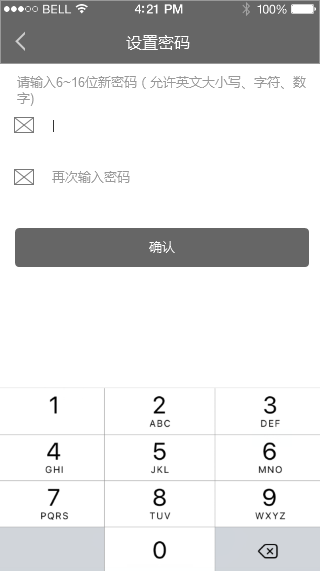 BELL 4:21 PM 100%
设置密码
请输入6~16位新密码（允许英文大小写、字符、数
字)
再次输入密码
确认
1 2 3
ABC DEF
4 5 6
GHI JKL MNO
7 8 9
PQRS TUV WXYZ
0